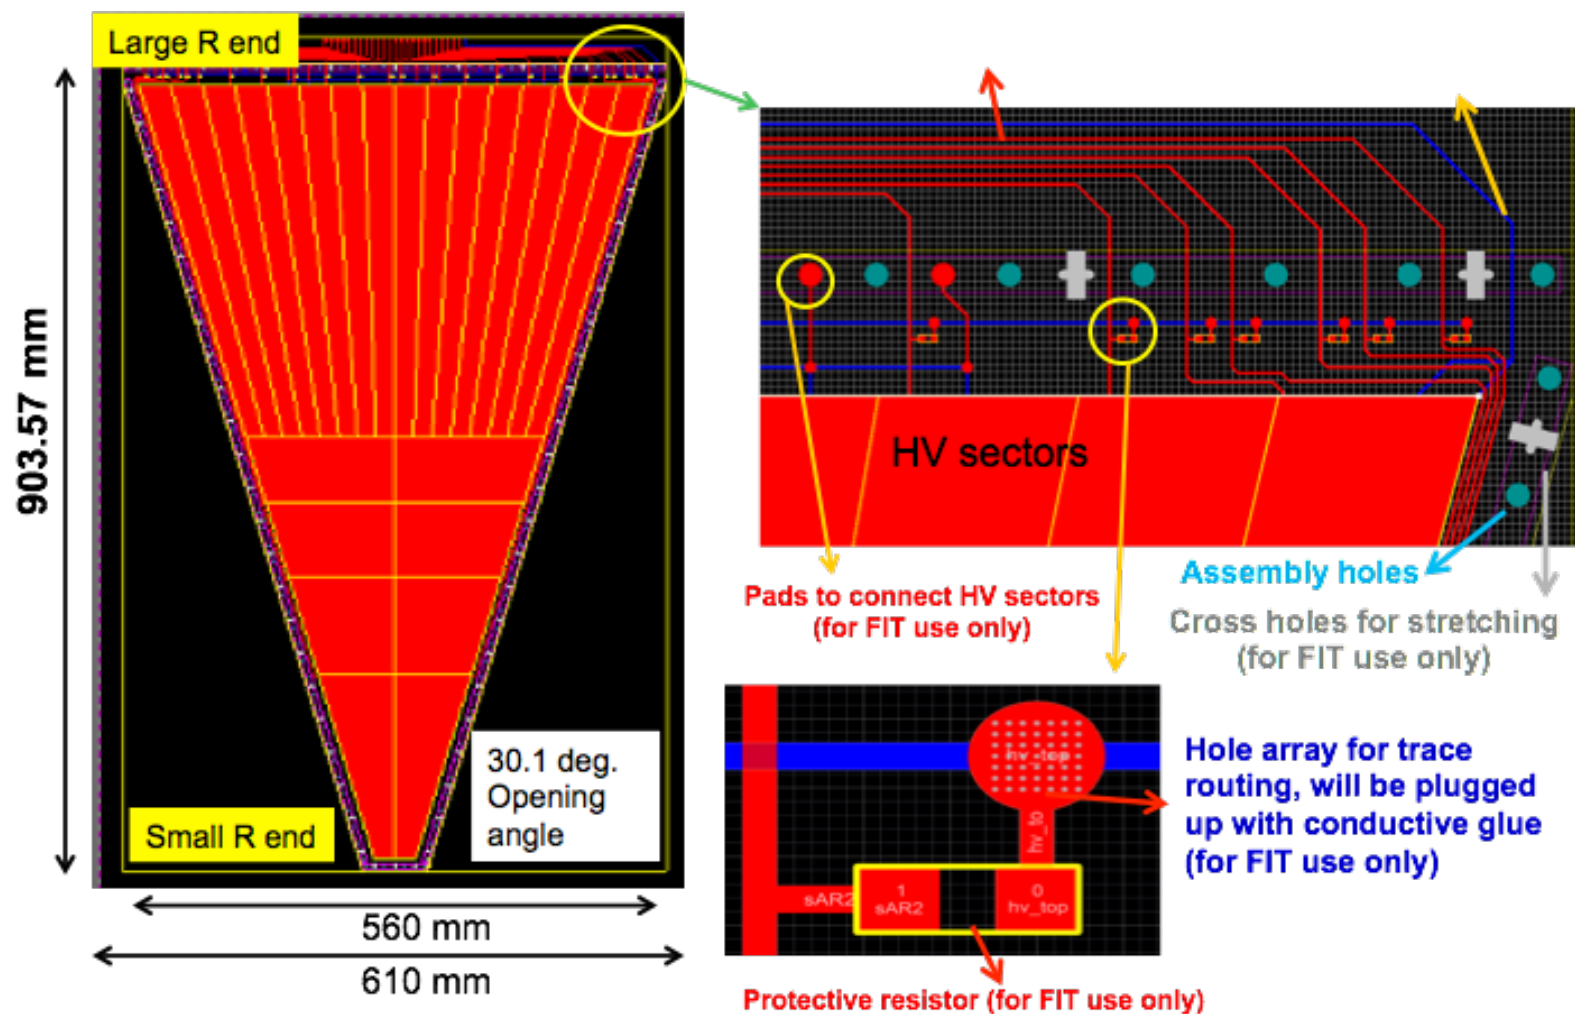 Large R end
903.57 mm
30.1 deg.
Opening
angle
Small R end
560 mm
610 mm
HV sectors
Pads to connect HV sectors
(for FIT use only)
Assembly holes
Cross holes for stretching
(for FIT use only)
hv_top
hv_to
sAR2
1
sAR2
0
hv_top
Hole array for trace
routing, will be plugged
up with conductive glue
(for FIT use only)
Protective resistor (for FIT use only)